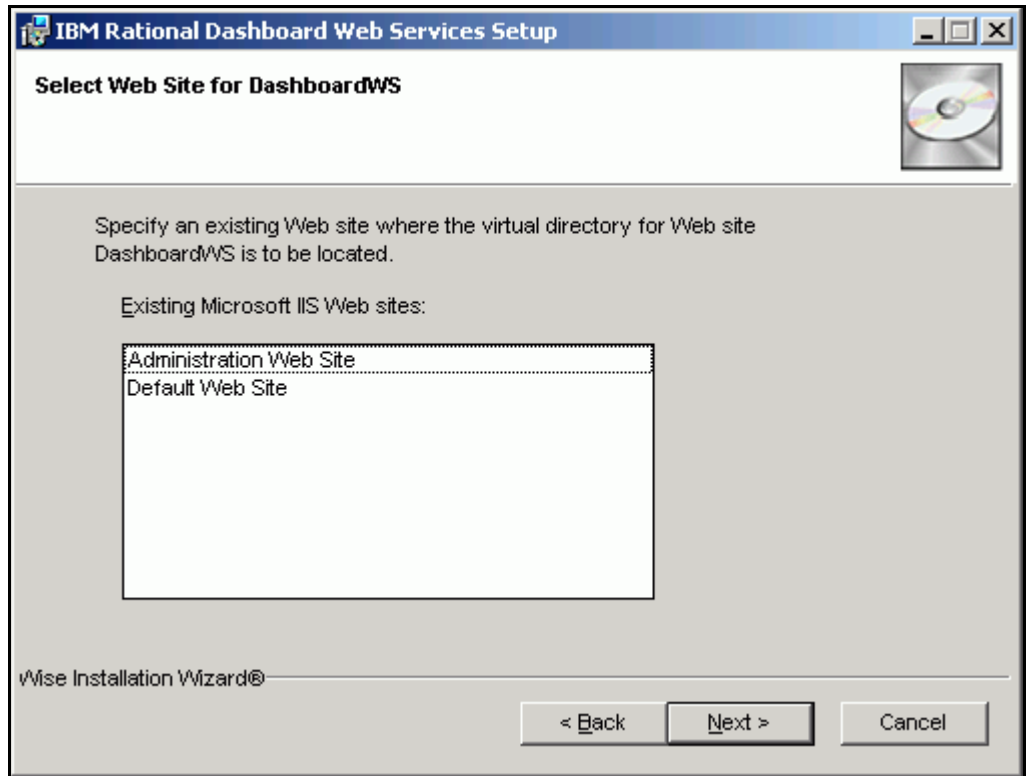 IBM Rational Dashboard Web Services Setup
Select Web Site for DashboardWS
Specify an existing Web site where the virtual directory for Web site
DashboardWS is to be located.
Existing Microsoft IIS Web sites:
Administration Web Site
Default Web Site
Wise Installation Wizard®
< Back
Next >
Cancel